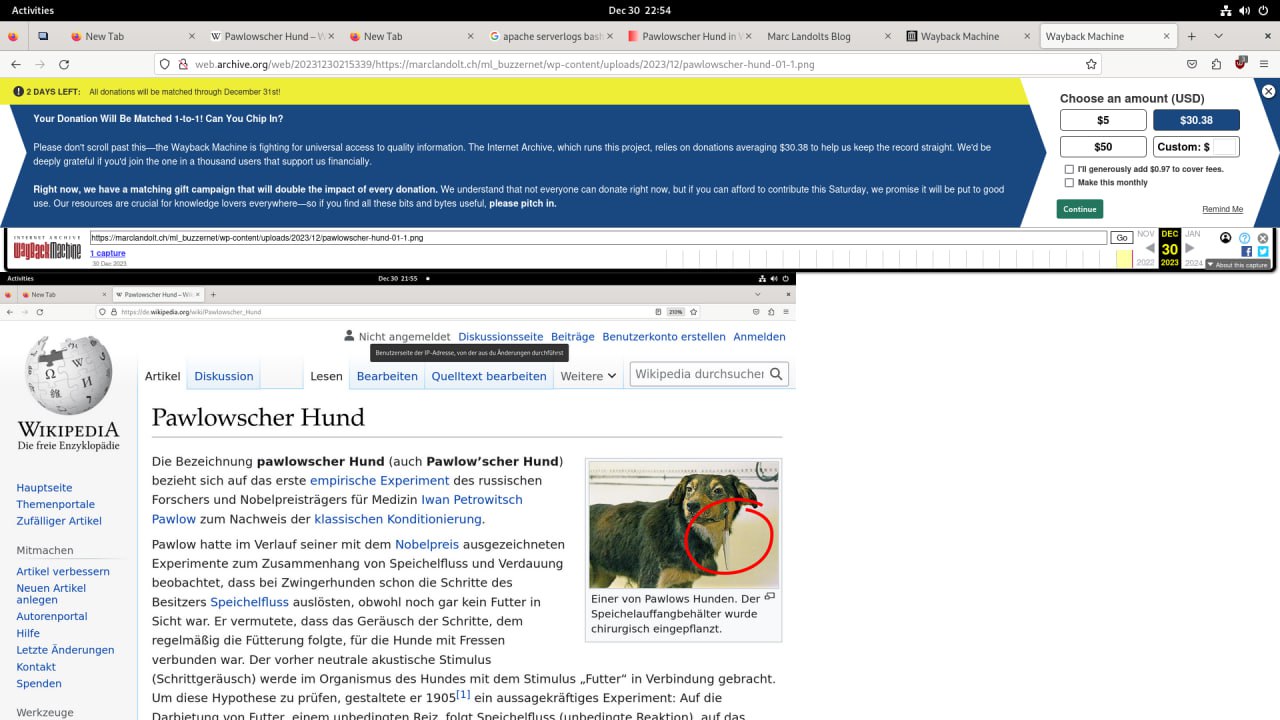 Activities
Dec 30 22:54
New Tab
Pawlowscher Hund – W
New Tab
apache serverlogs bash
Pawlowscher Hund in W
Marc Landolts Blog
Wayback Machine
Wayback Machine
web.archive.org/web/20231230215339/https://marclandolt.ch/ml_buzzernet/wp-content/uploads/2023/12/pawlowscher-hund-01-1.png
2 DAYS LEFT: All donations will be matched through December 31st!
Your Donation Will Be Matched 1-to-1! Can You Chip In?
Please don't scroll past this—the Wayback Machine is fighting for universal access to quality information. The Internet Archive, which runs this project, relies on donations averaging $30.38 to help us keep the record straight. We'd be
deeply grateful if you'd join the one in a thousand users that support us financially.
Right now, we have a matching gift campaign that will double the impact of every donation. We understand that not everyone can donate right now, but if you can afford to contribute this Saturday, we promise it will be put to good
use. Our resources are crucial for knowledge lovers everywhere—so if you find all these bits and bytes useful, please pitch in.
Choose an amount (USD)
$5
$30.38
$50
Custom: $
I'll generously add $0.97 to cover fees.
Make this monthly
Continue
Remind Me
INTERNET ARCHIVE
WayBackMachine
https://marclandolt.ch/ml_buzzernet/wp-content/uploads/2023/12/pawlowscher-hund-01-1.png
Go
1 capture
30 Dec 2023
NOV DEC JAN
30
2022 2023 2024
About this capture
Activities
Dec 30 21:55
New Tab
Pawlowscher Hund – Wi
https://de.wikipedia.org/wiki/Pawlowscher_Hund
210%
Nicht angemeldet Diskussionsseite Beiträge Benutzerkonto erstellen Anmelden
Benutzerseite der IP-Adresse, von der aus du Änderungen durchführst
Artikel Diskussion Lesen Bearbeiten Quelltext bearbeiten Weitere
Wikipedia durchsuchen
WIKIPEDIA
Die freie Enzyklopädie
Hauptseite
Themenportale
Zufälliger Artikel
Mitmachen
Artikel verbessern
Neuen Artikel
anlegen
Autorenportal
Hilfe
Letzte Änderungen
Kontakt
Spenden
Werkzeuge
Pawlowscher Hund
Die Bezeichnung pawlowscher Hund (auch Pawlow’scher Hund)
bezieht sich auf das erste empirische Experiment des russischen
Forschers und Nobelpreisträgers für Medizin Iwan Petrowitsch
Pawlow zum Nachweis der klassischen Konditionierung.
Pawlow hatte im Verlauf seiner mit dem Nobelpreis ausgezeichneten
Experimente zum Zusammenhang von Speichelfluss und Verdauung
beobachtet, dass bei Zwingerhunden schon die Schritte des
Besitzers Speichelfluss auslösten, obwohl noch gar kein Futter in
Sicht war. Er vermutete, dass das Geräusch der Schritte, dem
regelmäßig die Fütterung folgte, für die Hunde mit Fressen
verbunden war. Der vorher neutrale akustische Stimulus
(Schrittgeräusch) werde im Organismus des Hundes mit dem Stimulus „Futter“ in Verbindung gebracht.
Um diese Hypothese zu prüfen, gestaltete er 1905[1] ein aussagekräftiges Experiment: Auf die
Darbietung von Futter, einem unbedingten Reiz, folgt Speichelfluss (unbedingte Reaktion), auf das
Einer von Pawlows Hunden. Der
Speichelauffangbehälter wurde
chirurgisch eingepflanzt.